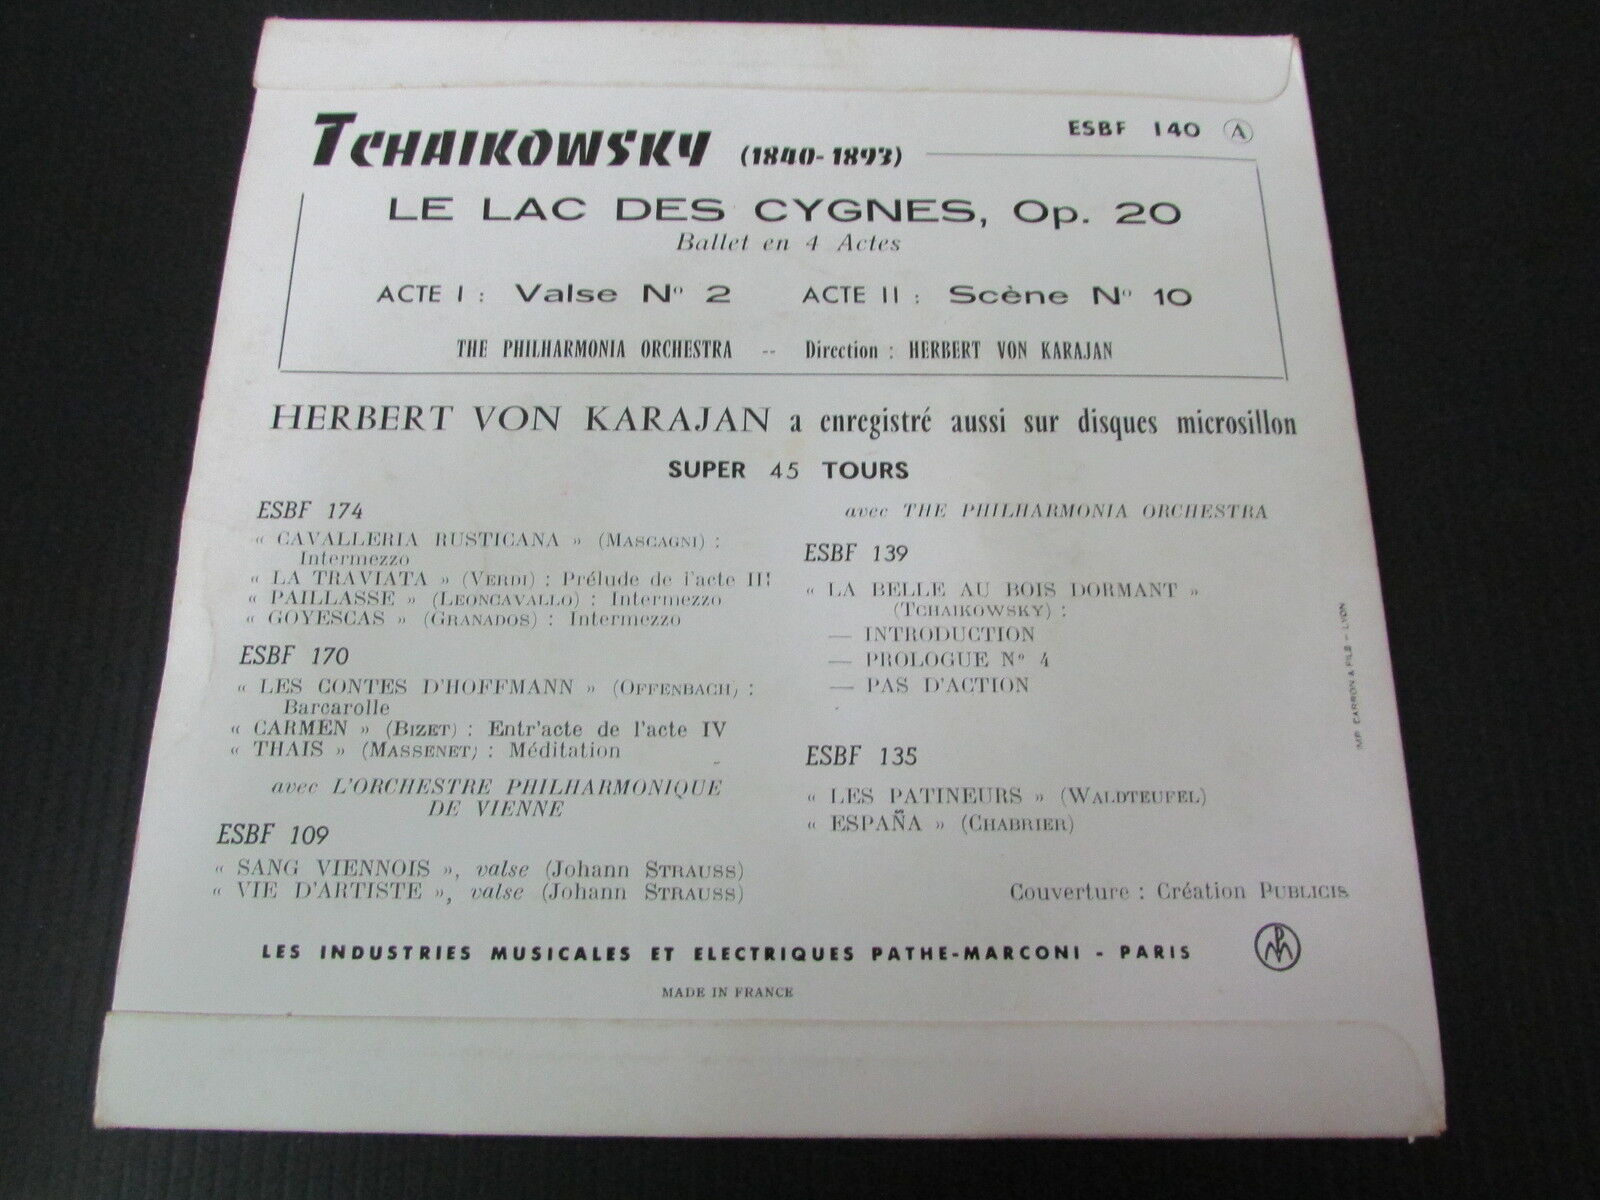 TCHAIKOWSKY (1840-1893)
ESBF 140 A
LE LAC DES CYGNES, Op. 20
Ballet en 4 Actes
ACTE I : Valse N° 2 ACTE II : Scène N° 10
THE PHILHARMONIA ORCHESTRA -- Direction : HERBERT VON KARAJAN
HERBERT VON KARAJAN a enregistré aussi sur disques microsillon
SUPER 45 TOURS
ESBF 174
« CAVALLERIA RUSTICANA » (MASCAGNI) :
Intermezzo
« LA TRAVIATA » (VERDI) : Prélude de l'acte III
« PAILLASSE » (LEONCAVALLO) : Intermezzo
« GOYESCAS » (GRANADOS) : Intermezzo
ESBF 170
« LES CONTES D'HOFFMANN » (OFFENBACH) :
Barcarolle
« CARMEN » (BIZET) : Entr'acte de l'acte IV
« THAIS » (MASSENET) : Méditation
avec L'ORCHESTRE PHILHARMONIQUE
DE VIENNE
ESBF 109
« SANG VIENNOIS », valse (Johann STRAUSS)
« VIE D'ARTISTE », valse (Johann STRAUSS)
avec THE PHILHARMONIA ORCHESTRA
ESBF 139
« LA BELLE AU BOIS DORMANT »
(TCHAIKOWSKY) :
— INTRODUCTION
— PROLOGUE N° 4
— PAS D'ACTION
ESBF 135
« LES PATINEURS » (WALDTEUFEL)
« ESPAÑA » (CHABRIER)
Couverture : Création PUBLICIS
IMP. CARRON & FILS - LYON
LES INDUSTRIES MUSICALES ET ELECTRIQUES PATHE-MARCONI - PARIS
MADE IN FRANCE